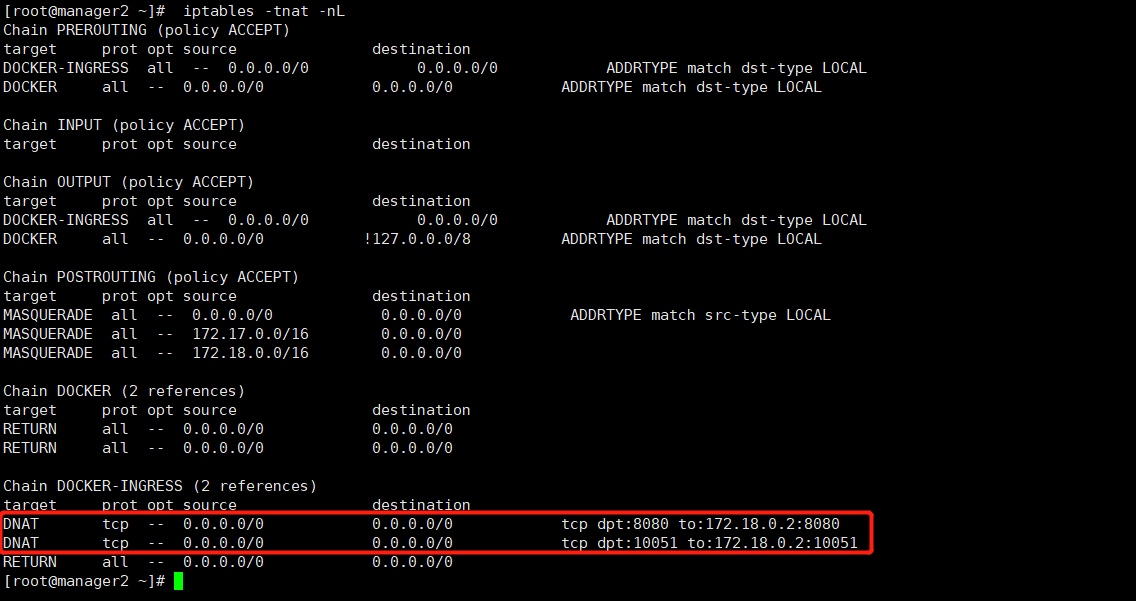 [root@manager2 ~]#  iptables -tnat -nL
Chain PREROUTING (policy ACCEPT)
target     prot opt source               destination
DOCKER-INGRESS  all  --  0.0.0.0/0            0.0.0.0/0            ADDRTYPE match dst-type LOCAL
DOCKER     all  --  0.0.0.0/0            0.0.0.0/0            ADDRTYPE match dst-type LOCAL

Chain INPUT (policy ACCEPT)
target     prot opt source               destination

Chain OUTPUT (policy ACCEPT)
target     prot opt source               destination
DOCKER-INGRESS  all  --  0.0.0.0/0            0.0.0.0/0            ADDRTYPE match dst-type LOCAL
DOCKER     all  --  0.0.0.0/0           !127.0.0.0/8          ADDRTYPE match dst-type LOCAL

Chain POSTROUTING (policy ACCEPT)
target     prot opt source               destination
MASQUERADE  all  --  0.0.0.0/0            0.0.0.0/0            ADDRTYPE match src-type LOCAL
MASQUERADE  all  --  172.17.0.0/16        0.0.0.0/0
MASQUERADE  all  --  172.18.0.0/16        0.0.0.0/0

Chain DOCKER (2 references)
target     prot opt source               destination
RETURN     all  --  0.0.0.0/0            0.0.0.0/0
RETURN     all  --  0.0.0.0/0            0.0.0.0/0

Chain DOCKER-INGRESS (2 references)
target     prot opt source               destination
DNAT       tcp  --  0.0.0.0/0            0.0.0.0/0            tcp dpt:8080 to:172.18.0.2:8080
DNAT       tcp  --  0.0.0.0/0            0.0.0.0/0            tcp dpt:10051 to:172.18.0.2:10051
RETURN     all  --  0.0.0.0/0            0.0.0.0/0
[root@manager2 ~]#